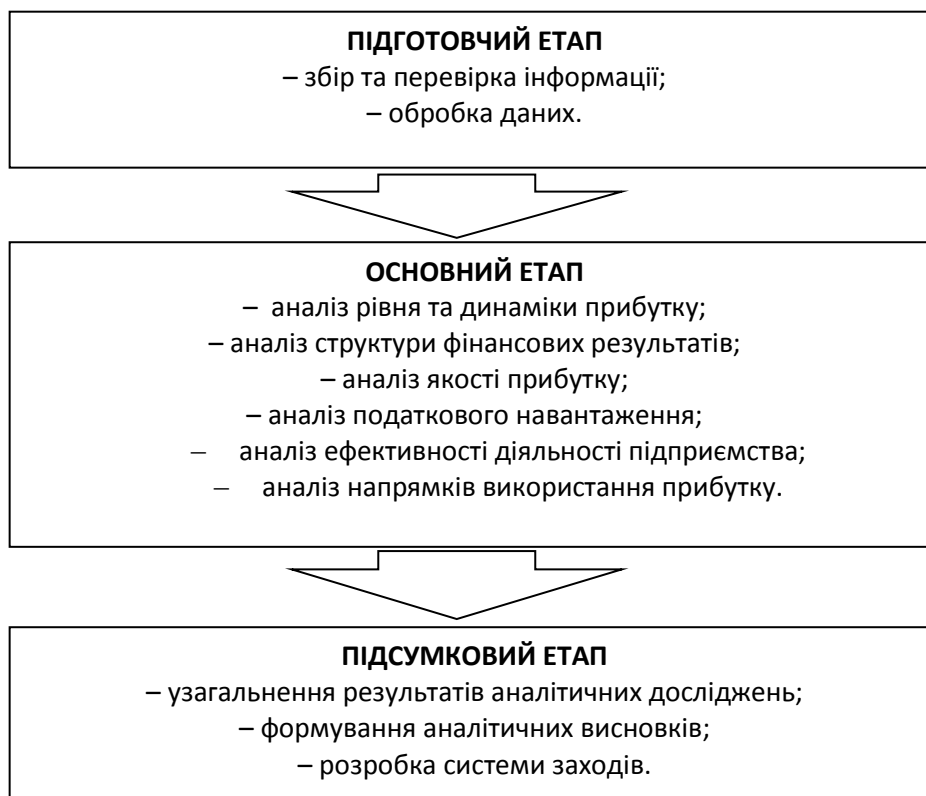 ПІДГОТОВЧИЙ ЕТАП
– збір та перевірка інформації;
– обробка даних.
ОСНОВНИЙ ЕТАП
– аналіз рівня та динаміки прибутку;
– аналіз структури фінансових результатів;
– аналіз якості прибутку;
– аналіз податкового навантаження;
– аналіз ефективності діяльності підприємства;
– аналіз напрямків використання прибутку.
ПІДСУМКОВИЙ ЕТАП
– узагальнення результатів аналітичних досліджень;
– формування аналітичних висновків;
– розробка системи заходів.